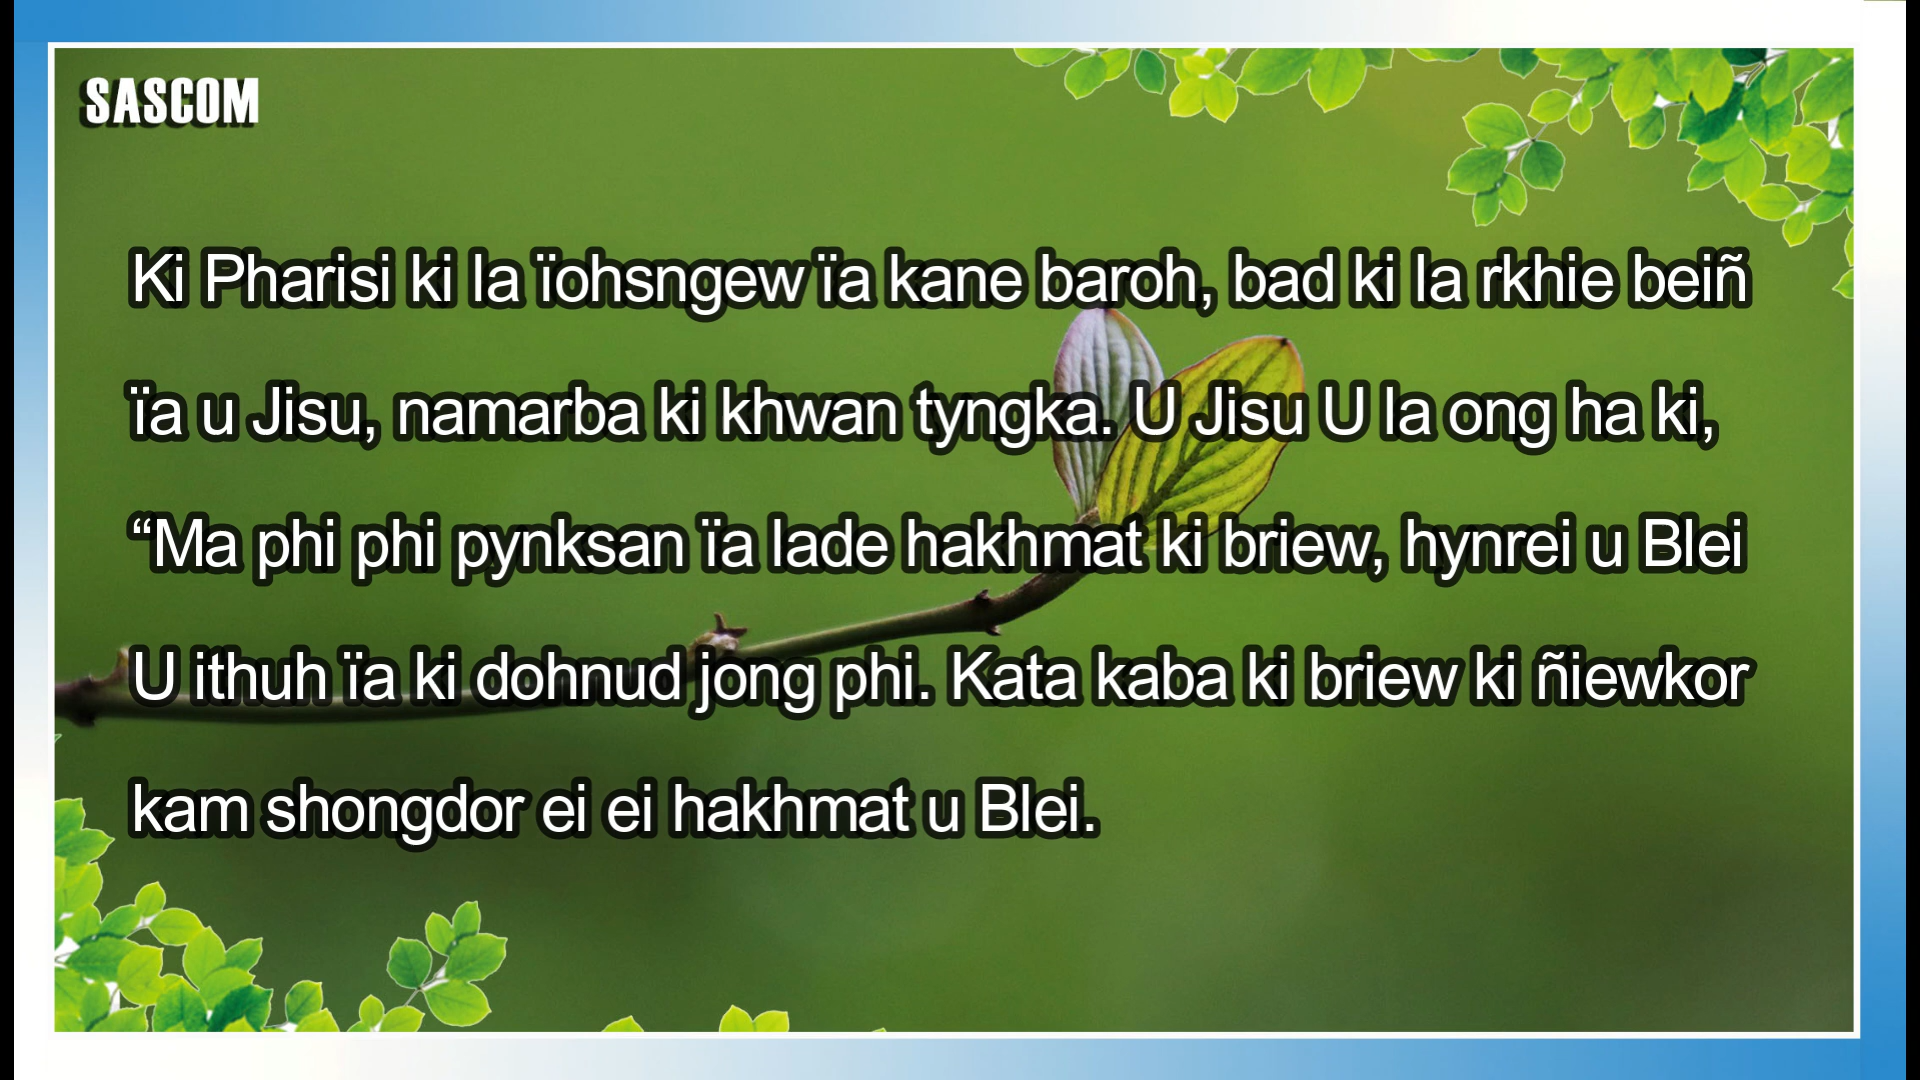 SASCOM
Ki Pharisi ki la ïohsngew ïa kane baroh, bad ki la rkhie beiñ
ïa u Jisu, namarba ki khwan tyngka. U Jisu U la ong ha ki,
“Ma phi phi pynksan ïa lade hakhmat ki briew, hynrei u Blei
U ithuh ïa ki dohnud jong phi. Kata kaba ki briew ki ñiewkor
kam shongdor ei ei hakhmat u Blei.